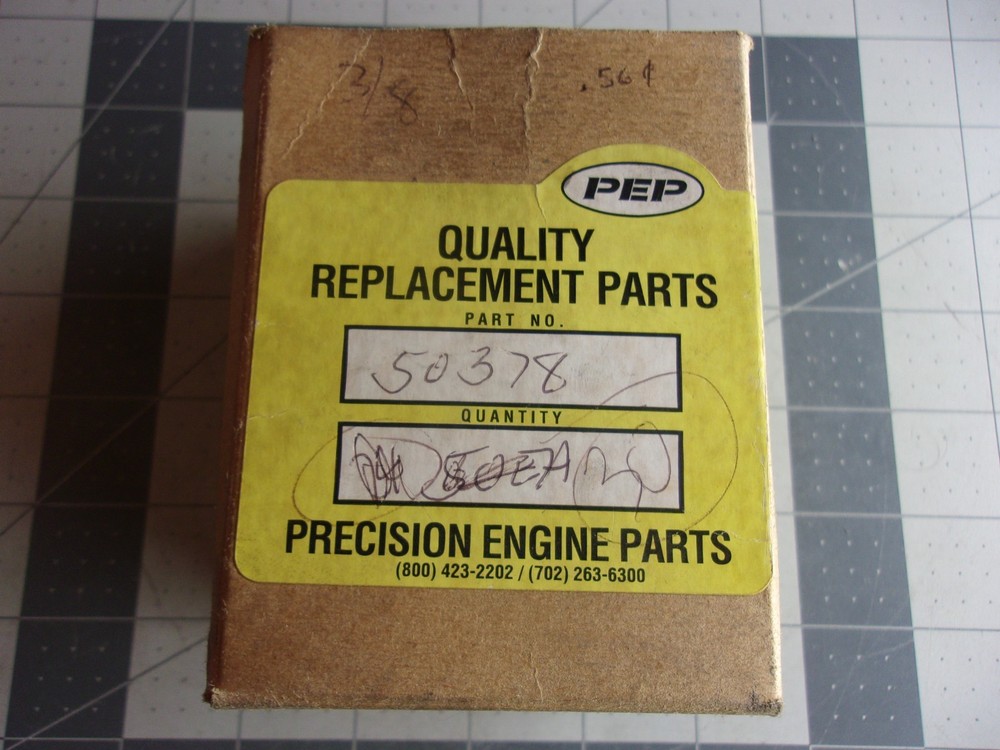 3/8 .56¢
PEP
QUALITY
REPLACEMENT PARTS
PART NO.
50378
QUANTITY
PRECISION ENGINE PARTS
(800) 423-2202 / (702) 263-6300